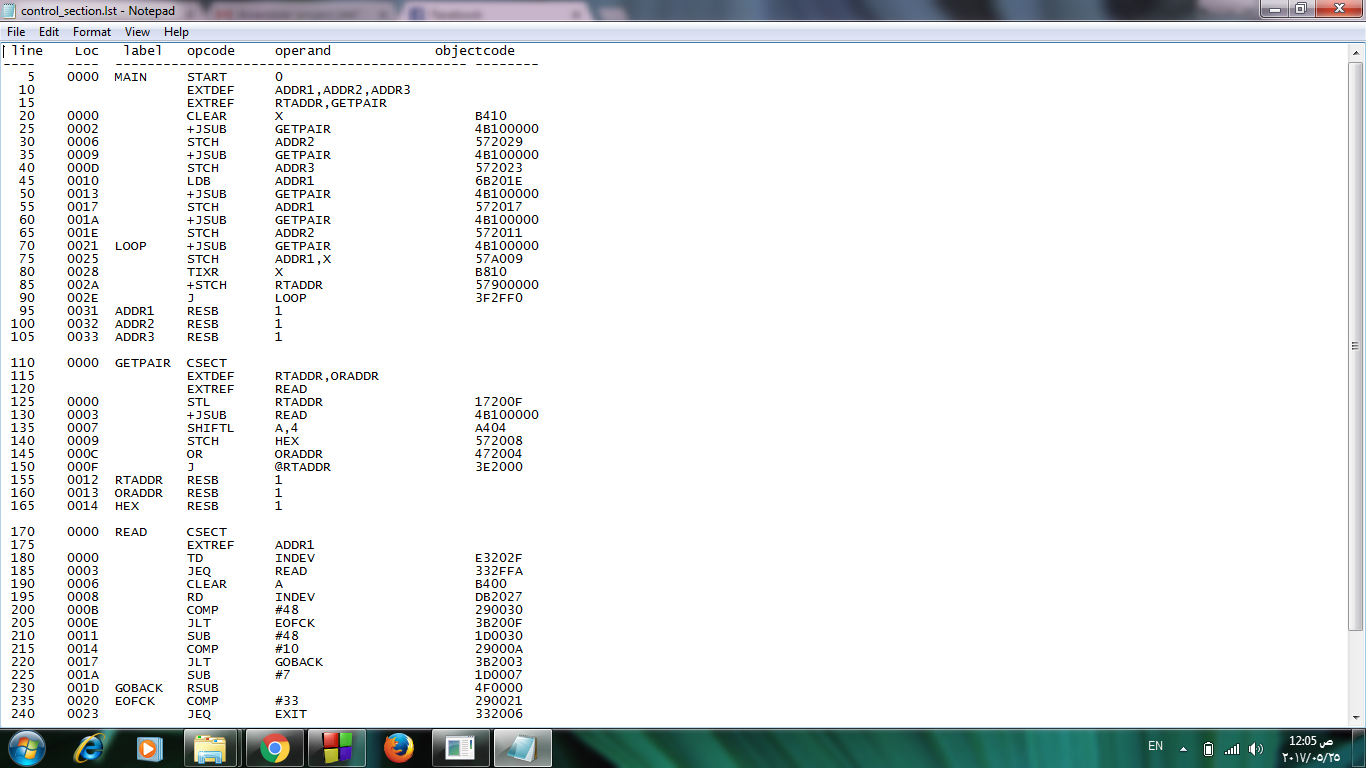 control_section.lst - Notepad
File Edit Format View Help
line Loc label opcode operand objectcode
---- ---- -------------------------------------------- --------
5 0000 MAIN START 0
10 EXTDEF ADDR1,ADDR2,ADDR3
15 EXTREF RTADDR,GETPAIR
20 0000 CLEAR X B410
25 0002 +JSUB GETPAIR 4B100000
30 0006 STCH ADDR2 572029
35 0009 +JSUB GETPAIR 4B100000
40 000D STCH ADDR3 572023
45 0010 LDB ADDR1 6B201E
50 0013 +JSUB GETPAIR 4B100000
55 0017 STCH ADDR1 572017
60 001A +JSUB GETPAIR 4B100000
65 001E STCH ADDR2 572011
70 0021 LOOP +JSUB GETPAIR 4B100000
75 0025 STCH ADDR1,X 57A009
80 0028 TIXR X B810
85 002A +STCH RTADDR 57900000
90 002E J LOOP 3F2FF0
95 0031 ADDR1 RESB 1
100 0032 ADDR2 RESB 1
105 0033 ADDR3 RESB 1
110 0000 GETPAIR CSECT
115 EXTDEF RTADDR,ORADDR
120 EXTREF READ
125 0000 STL RTADDR 17200F
130 0003 +JSUB READ 4B100000
135 0007 SHIFTL A,4 A404
140 0009 STCH HEX 572008
145 000C OR ORADDR 472004
150 000F J @RTADDR 3E2000
155 0012 RTADDR RESB 1
160 0013 ORADDR RESB 1
165 0014 HEX RESB 1
170 0000 READ CSECT
175 EXTREF ADDR1
180 0000 TD INDEV E3202F
185 0003 JEQ READ 332FFA
190 0006 CLEAR A B400
195 0008 RD INDEV DB2027
200 000B COMP #48 290030
205 000E JLT EOFCK 3B200F
210 0011 SUB #48 1D0030
215 0014 COMP #10 29000A
220 0017 JLT GOBACK 3B2003
225 001A SUB #7 1D0007
230 001D GOBACK RSUB 4F0000
235 0020 EOFCK COMP #33 290021
240 0023 JEQ EXIT 332006
EN
12:05 ص
٢٠١٧/٠٥/٢٥